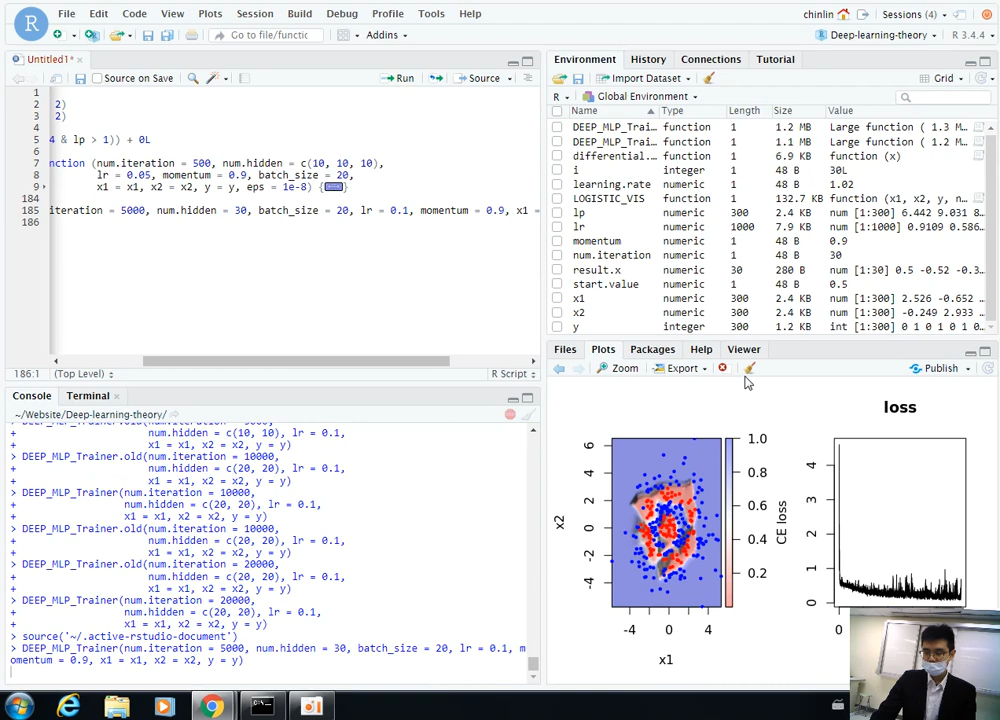 File Edit Code View Plots Session Build Debug Profile Tools Help
chinlin Sessions (4)
Go to file/functic Addins
Deep-learning-theory R 3.4.4
Untitled1*
Source on Save Run Source
1
2 2)
3 2)
4
5 4 & lp > 1)) + 0L
6
7 nction (num.iteration = 500, num.hidden = c(10, 10, 10),
8 lr = 0.05, momentum = 0.9, batch_size = 20,
9 x1 = x1, x2 = x2, y = y, eps = 1e-8) {
184
185 iteration = 5000, num.hidden = 30, batch_size = 20, lr = 0.1, momentum = 0.9, x1 =
186
186:1 (Top Level) R Script
Console Terminal
~/Website/Deep-learning-theory/
+ num.hidden = c(10, 10), lr = 0.1,
+ x1 = x1, x2 = x2, y = y)
> DEEP_MLP_Trainer.old(num.iteration = 10000,
+ num.hidden = c(20, 20), lr = 0.1,
+ x1 = x1, x2 = x2, y = y)
> DEEP_MLP_Trainer(num.iteration = 10000,
+ num.hidden = c(20, 20), lr = 0.1,
+ x1 = x1, x2 = x2, y = y)
> DEEP_MLP_Trainer.old(num.iteration = 10000,
+ num.hidden = c(20, 20), lr = 0.1,
+ x1 = x1, x2 = x2, y = y)
> DEEP_MLP_Trainer.old(num.iteration = 20000,
+ num.hidden = c(20, 20), lr = 0.1,
+ x1 = x1, x2 = x2, y = y)
> DEEP_MLP_Trainer(num.iteration = 20000,
+ num.hidden = c(20, 20), lr = 0.1,
+ x1 = x1, x2 = x2, y = y)
> source('~/.active-rstudio-document')
> DEEP_MLP_Trainer(num.iteration = 5000, num.hidden = 30, batch_size = 20, lr = 0.1, m
omentum = 0.9, x1 = x1, x2 = x2, y = y)
Environment History Connections Tutorial
Import Dataset Grid
R Global Environment
Name Type Length Size Value
DEEP_MLP_Trai… function 1 1.2 MB Large function ( 1.3 M…
DEEP_MLP_Trai… function 1 1.1 MB Large function ( 1.2 M…
differential.… function 1 6.9 KB function (x)
i integer 1 48 B 30L
learning.rate numeric 1 48 B 1.02
LOGISTIC_VIS function 1 132.7 KB function (x1, x2, y, n…
lp numeric 300 2.4 KB num [1:300] 6.442 9.031 8…
lr numeric 1000 7.9 KB num [1:1000] 0.9109 0.586…
momentum numeric 1 48 B 0.9
num.iteration numeric 1 48 B 30
result.x numeric 30 280 B num [1:30] 0.5 -0.52 -0.3…
start.value numeric 1 48 B 0.5
x1 numeric 300 2.4 KB num [1:300] 2.526 -0.652 …
x2 numeric 300 2.4 KB num [1:300] -0.249 2.933 …
y integer 300 1.2 KB int [1:300] 0 1 0 1 0 1 0…
Files Plots Packages Help Viewer
Zoom Export Publish
loss
6
4
2
0
-2
-4
x2
-4 0 4
x1
1.0
0.8
0.6
0.4
0.2
CE loss
4
3
2
1
0
0